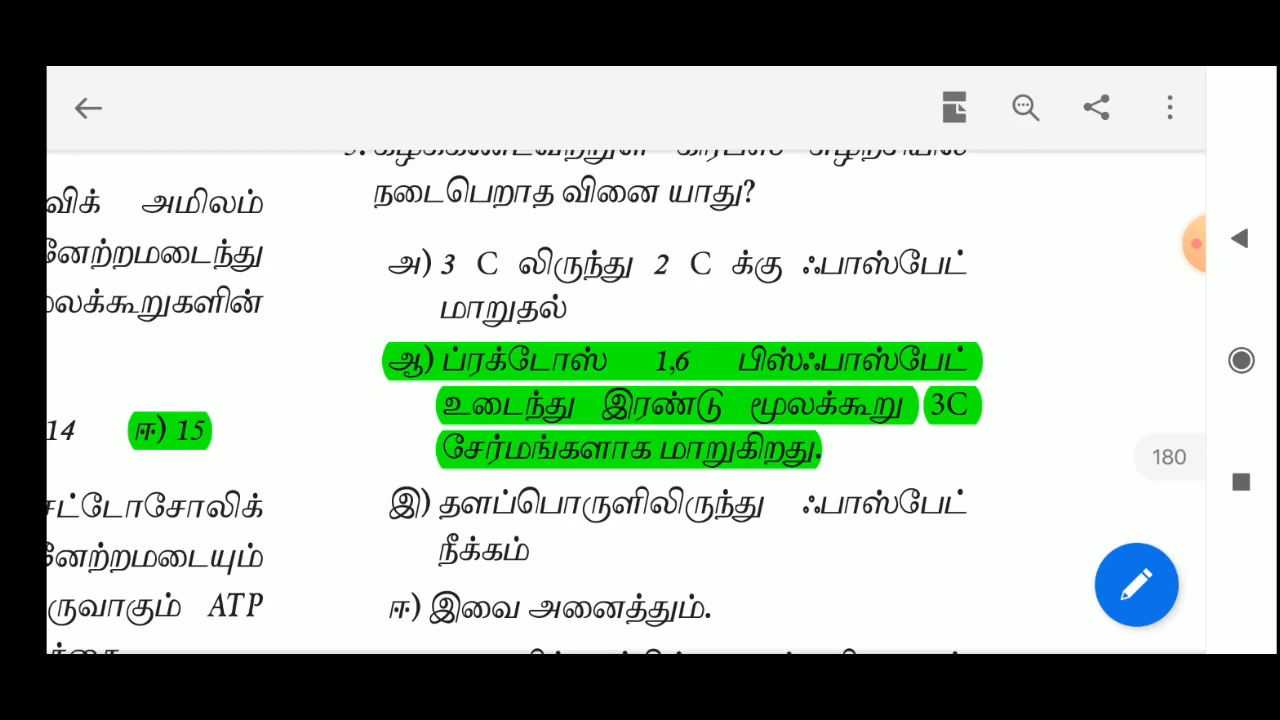 விக் அமிலம்
னேற்றமடைந்து
மூலக்கூறுகளின்
14 ஈ) 15
சட்டோசோலிக்
னேற்றமடையும்
ருவாகும் ATP
நடைபெறாத வினை யாது?
அ) 3 C லிருந்து 2 C க்கு ஃபாஸ்பேட்
மாறுதல்
ஆ) ப்ரக்டோஸ் 1,6 பிஸ்ஃபாஸ்பேட்
உடைந்து இரண்டு மூலக்கூறு 3C
சேர்மங்களாக மாறுகிறது.
இ) தளப்பொருளிலிருந்து ஃபாஸ்பேட்
நீக்கம்
ஈ) இவை அனைத்தும்.
180